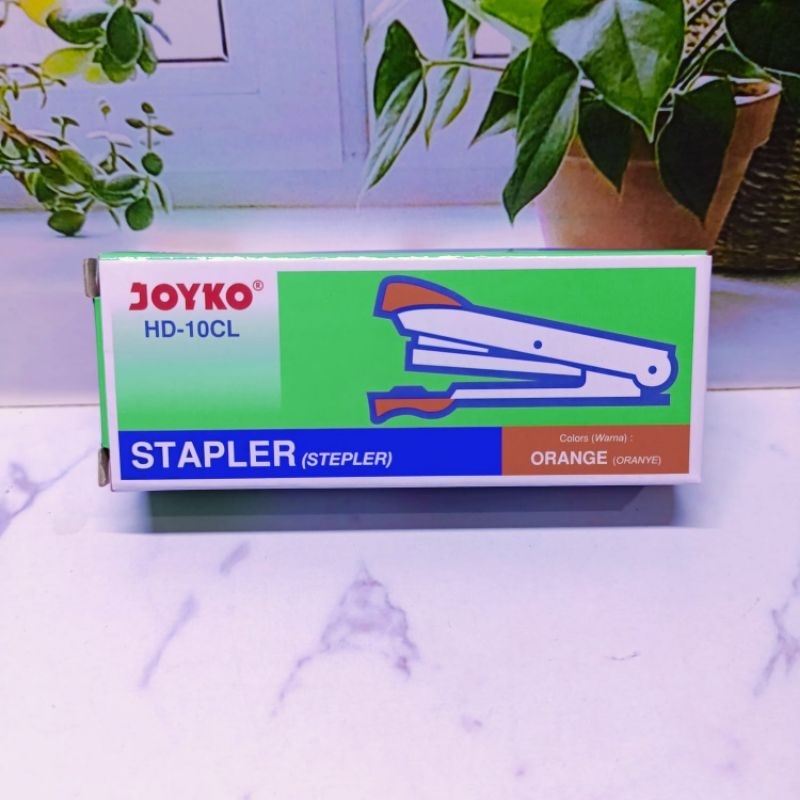 JOYKO®
HD-10CL
STAPLER (STEPLER)
Colors (Warna) :
ORANGE (ORANYE)